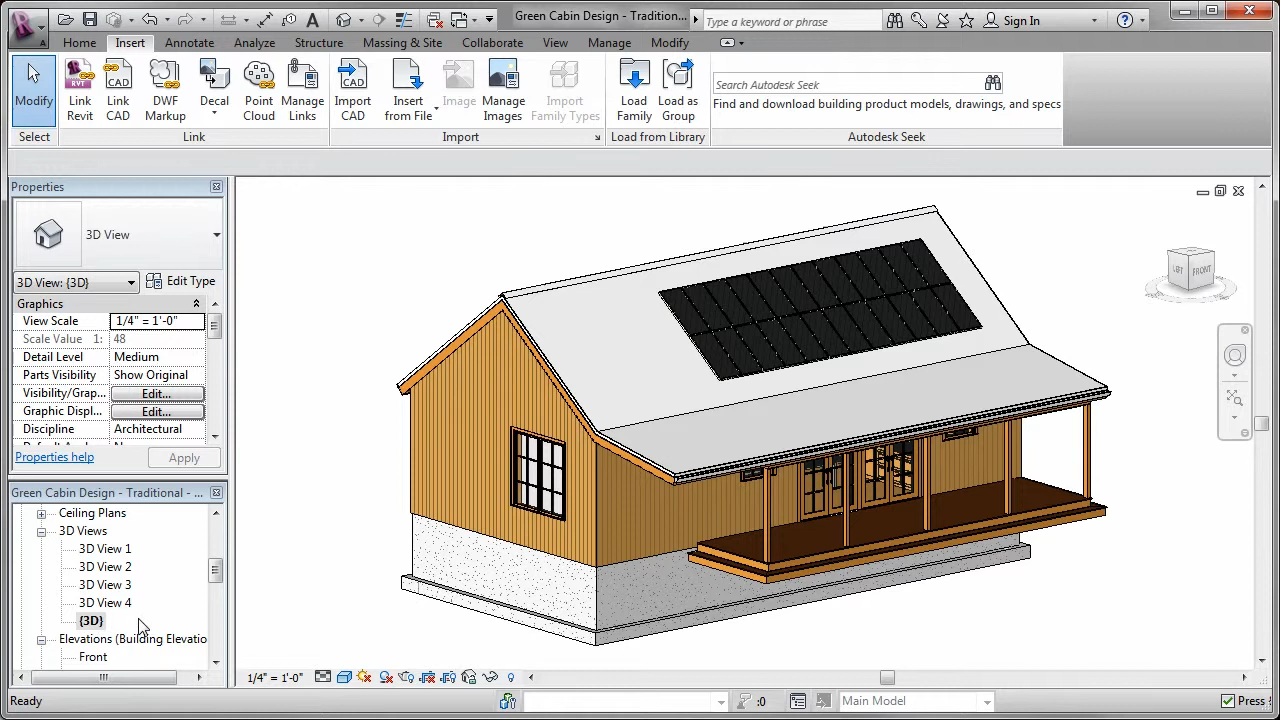 Green Cabin Design - Traditional...
Type a keyword or phrase
Sign In
Home
Insert
Annotate
Analyze
Structure
Massing & Site
Collaborate
View
Manage
Modify
Modify
Link
Revit
Link
CAD
DWF
Markup
Decal
Point
Cloud
Manage
Links
Import
CAD
Insert
from File
Image
Manage
Images
Import
Family Types
Load
Family
Load as
Group
Search Autodesk Seek
Find and download building product models, drawings, and specs
Select
Link
Import
Load from Library
Autodesk Seek
Properties
3D View
3D View: {3D}
Edit Type
Graphics
View Scale
1/4" = 1'-0"
Scale Value 1:
48
Detail Level
Medium
Parts Visibility
Show Original
Visibility/Grap...
Edit...
Graphic Displ...
Edit...
Discipline
Architectural
Properties help
Apply
Green Cabin Design - Traditional - ...
Ceiling Plans
3D Views
3D View 1
3D View 2
3D View 3
3D View 4
{3D}
Elevations (Building Elevatio
Front
FRONT
1/4" = 1'-0"
Ready
:0
Main Model
Press